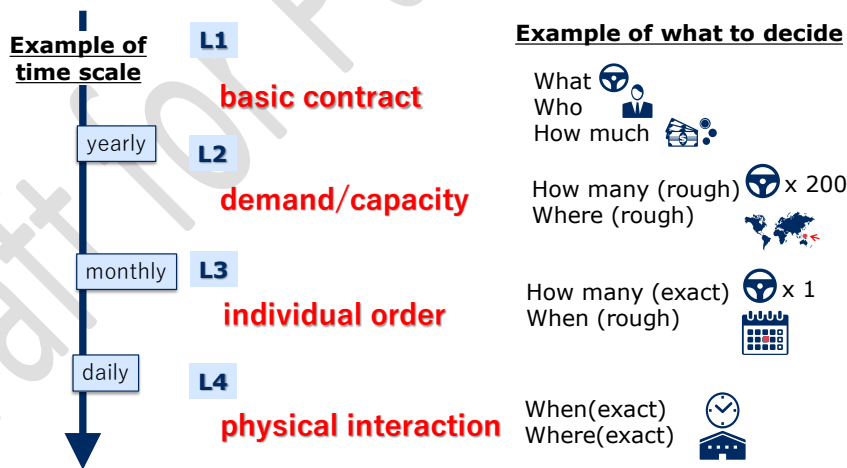 Example of
time scale
L1
basic contract
Example of what to decide
What
Who
How much
yearly
L2
demand/capacity
How many (rough) x 200
Where (rough)
monthly
L3
individual order
How many (exact) x 1
When (rough)
daily
L4
physical interaction
When(exact)
Where(exact)